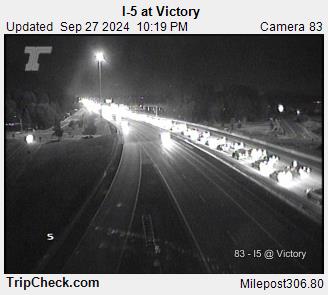 I-5 at Victory
Updated Sep 27 2024 10:19 PM Camera 83
T
S
83 - I5 @ Victory
TripCheck.com Milepost306.80